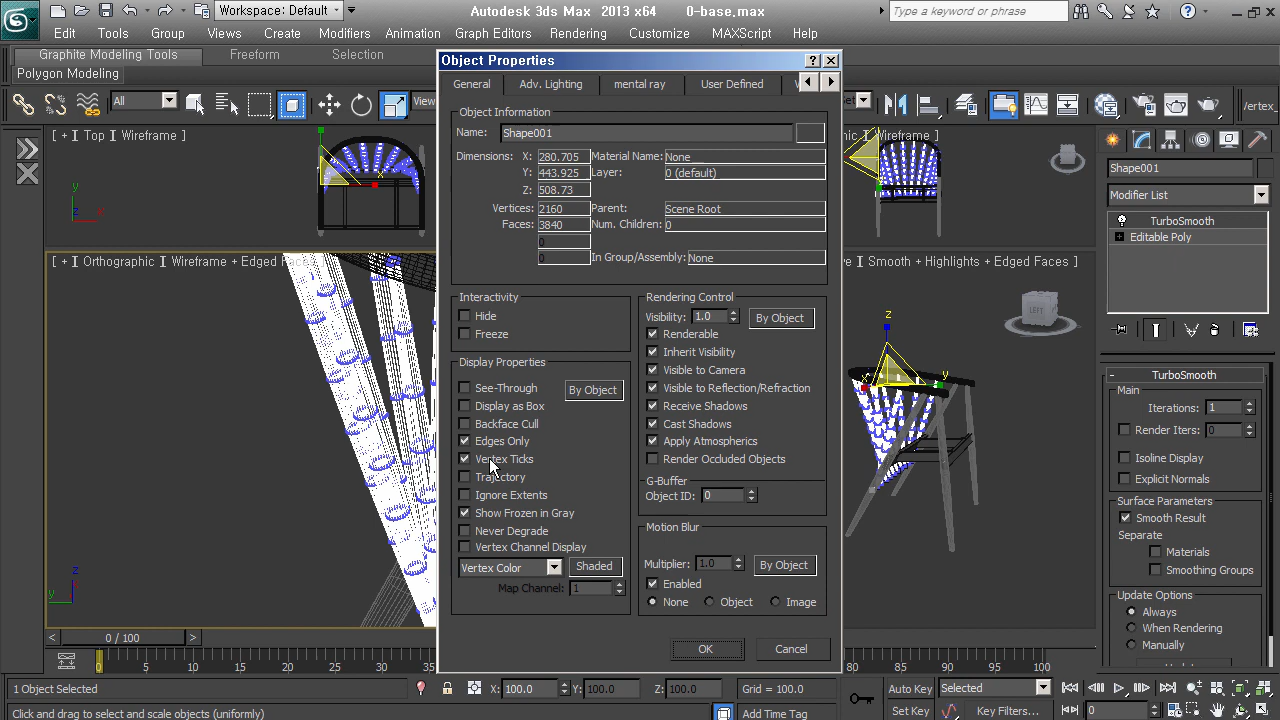 Workspace: Default
Autodesk 3ds Max 2013 x64 0-base.max
Type a keyword or phrase
Edit Tools Group Views Create Modifiers Animation Graph Editors Rendering Customize MAXScript Help
Graphite Modeling Tools Freeform Selection
Polygon Modeling
All
View
Set
/ertex
[ + ] Top ] Wireframe ]
ic ] Wireframe ]
[ + ] Orthographic ] Wireframe + Edged Faces ]
ve ] Smooth + Highlights + Edged Faces ]
LEFT
Object Properties
General Adv. Lighting mental ray User Defined
Object Information
Name: Shape001
Dimensions: X: 280.705 Material Name: None
Y: 443.925 Layer: 0 (default)
Z: 508.73
Vertices: 2160 Parent: Scene Root
Faces: 3840 Num. Children: 0
0
0 In Group/Assembly: None
Interactivity
Hide
Freeze
Display Properties
See-Through By Object
Display as Box
Backface Cull
Edges Only
Vertex Ticks
Trajectory
Ignore Extents
Show Frozen in Gray
Never Degrade
Vertex Channel Display
Vertex Color Shaded
Map Channel: 1
Rendering Control
Visibility: 1.0 By Object
Renderable
Inherit Visibility
Visible to Camera
Visible to Reflection/Refraction
Receive Shadows
Cast Shadows
Apply Atmospherics
Render Occluded Objects
G-Buffer
Object ID: 0
Motion Blur
Multiplier: 1.0 By Object
Enabled
None Object Image
OK Cancel
Shape001
Modifier List
TurboSmooth
Editable Poly
- TurboSmooth
Main
Iterations: 1
Render Iters: 0
Isoline Display
Explicit Normals
Surface Parameters
Smooth Result
Separate
Materials
Smoothing Groups
Update Options
Always
When Rendering
Manually
y
z x
x
z
x y
z
y
< 0 / 100 >
0 5 10 15 20 25 30 35 80 85 90 95 100
1 Object Selected X: 100.0 Y: 100.0 Z: 100.0 Grid = 100.0 Auto Key Selected
Click and drag to select and scale objects (uniformly) Add Time Tag Set Key Key Filters... 0